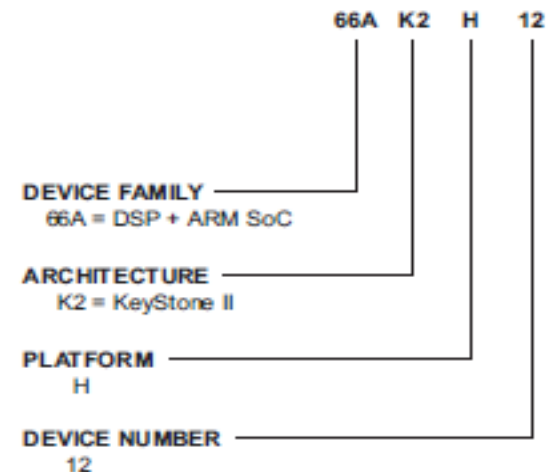 66A K2 H 12
DEVICE FAMILY
66A = DSP + ARM SoC
ARCHITECTURE
K2 = KeyStone II
PLATFORM
H
DEVICE NUMBER
12